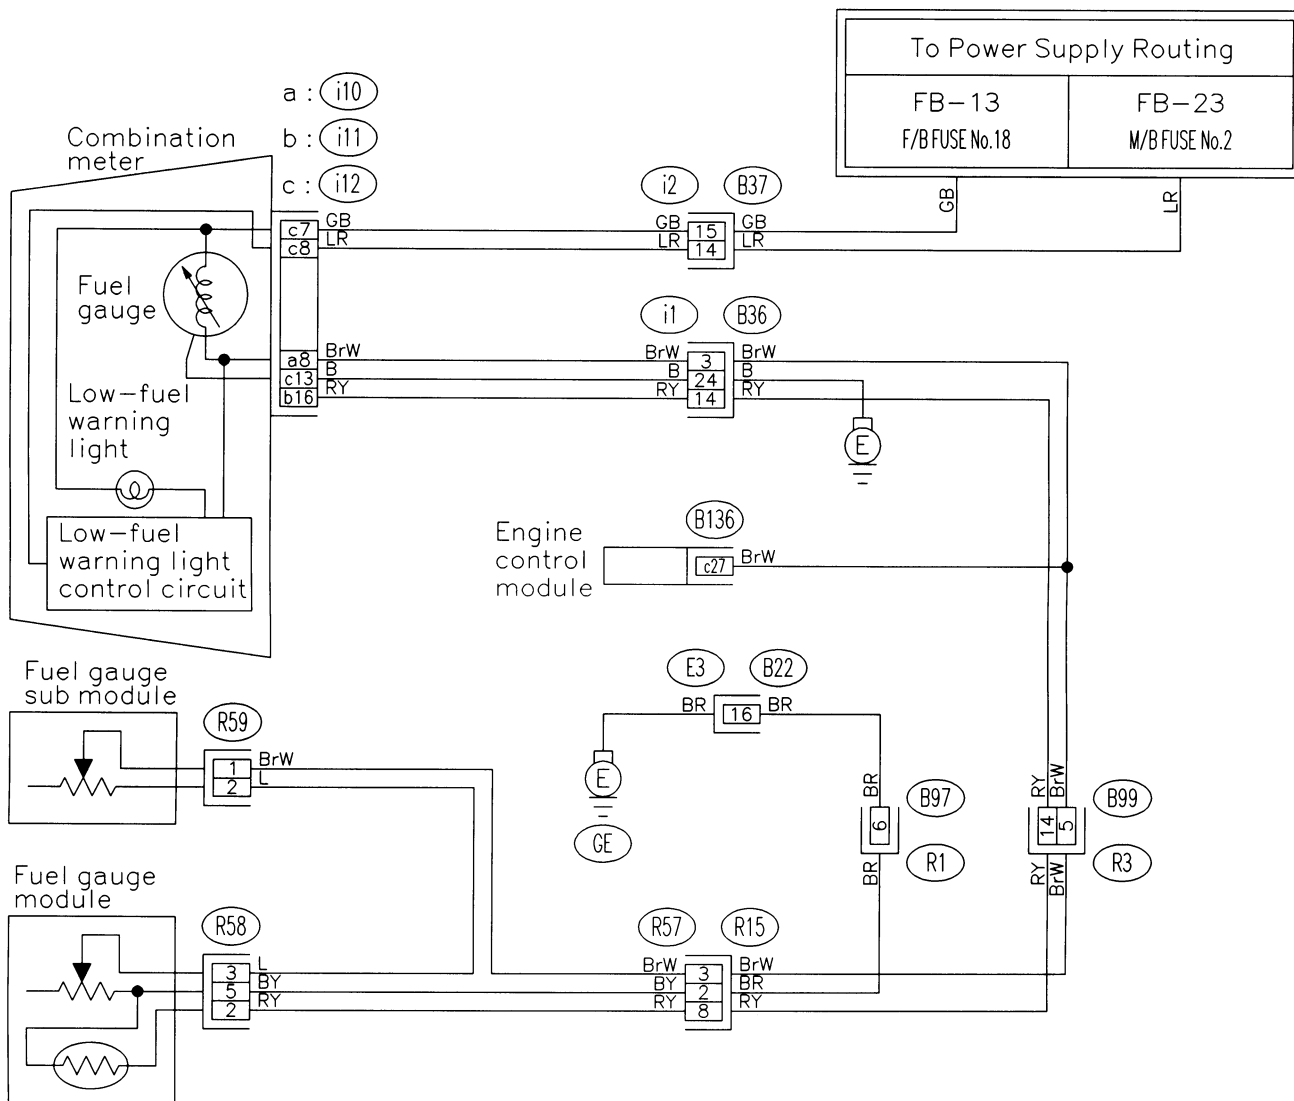 To Power Supply Routing
FB-13
F/B FUSE No.18
FB-23
M/B FUSE No.2
GB
LR
a : i10
b : i11
c : i12
Combination
meter
i2
B37
c7
GB
GB
15
GB
c8
LR
LR
14
LR
Fuel
gauge
i1
B36
a8
BrW
BrW
3
BrW
c13
B
B
24
B
b16
RY
RY
14
RY
E
Low-fuel
warning
light
Low-fuel
warning light
control circuit
Engine
control
module
B136
c27
BrW
Fuel gauge
sub module
R59
1
BrW
2
L
E3
B22
BR
16
BR
E
GE
BR
6
BR
B97
R1
RY
BrW
14
5
RY
BrW
B99
R3
Fuel gauge
module
R58
3
L
5
BY
2
RY
R57
R15
BrW
3
BrW
BY
2
BR
RY
8
RY